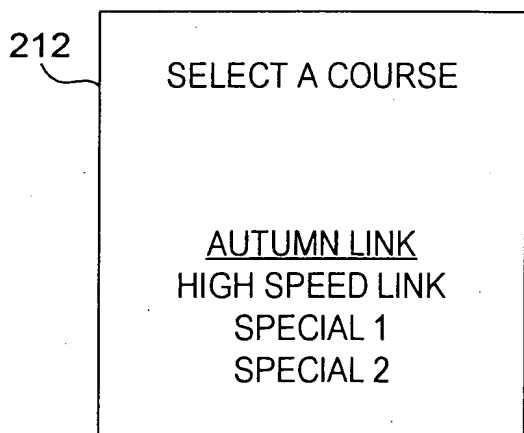 212
SELECT A COURSE
AUTUMN LINK
HIGH SPEED LINK
SPECIAL 1
SPECIAL 2